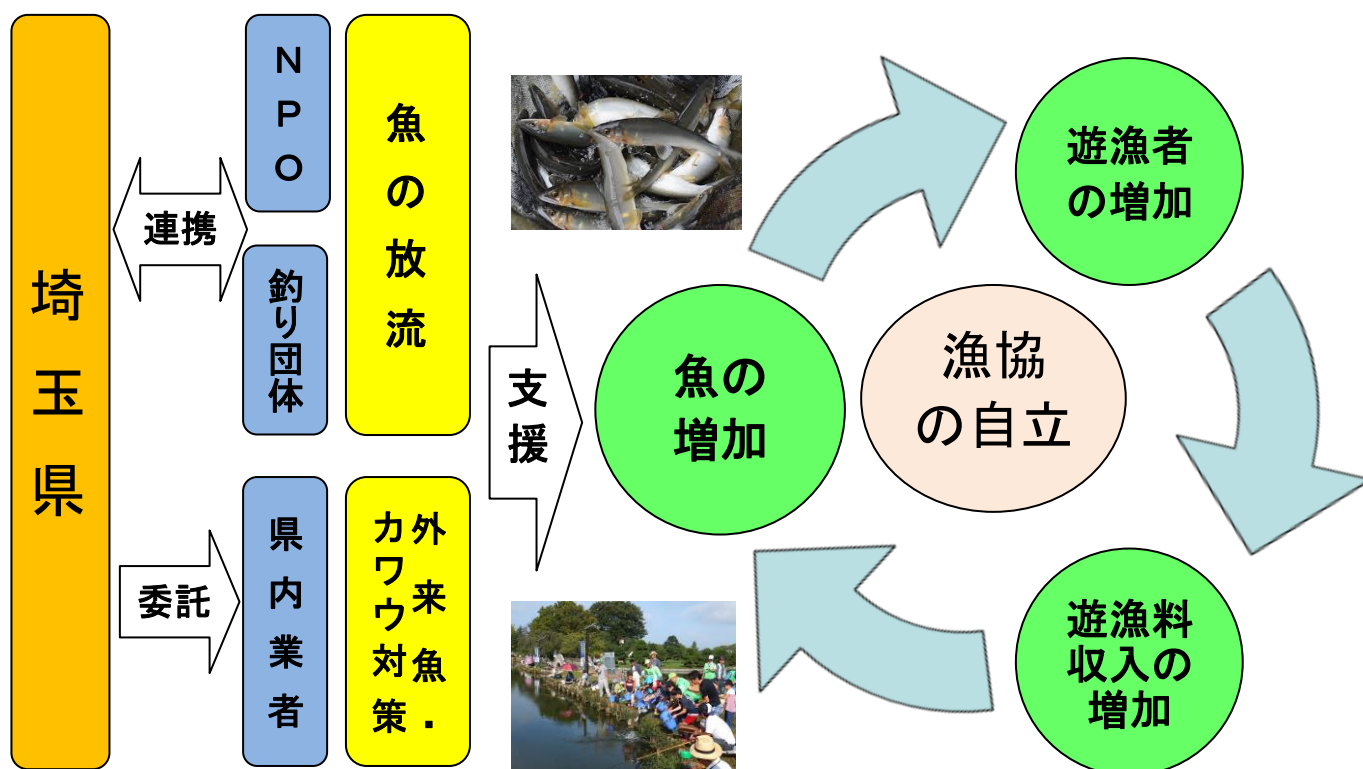 埼玉県
連携
委託
NPO
釣り団体
県内業者
魚の放流
外来魚・
カワウ対策
支援
魚の
増加
漁協
の自立
遊漁者
の増加
遊漁料
収入の
増加